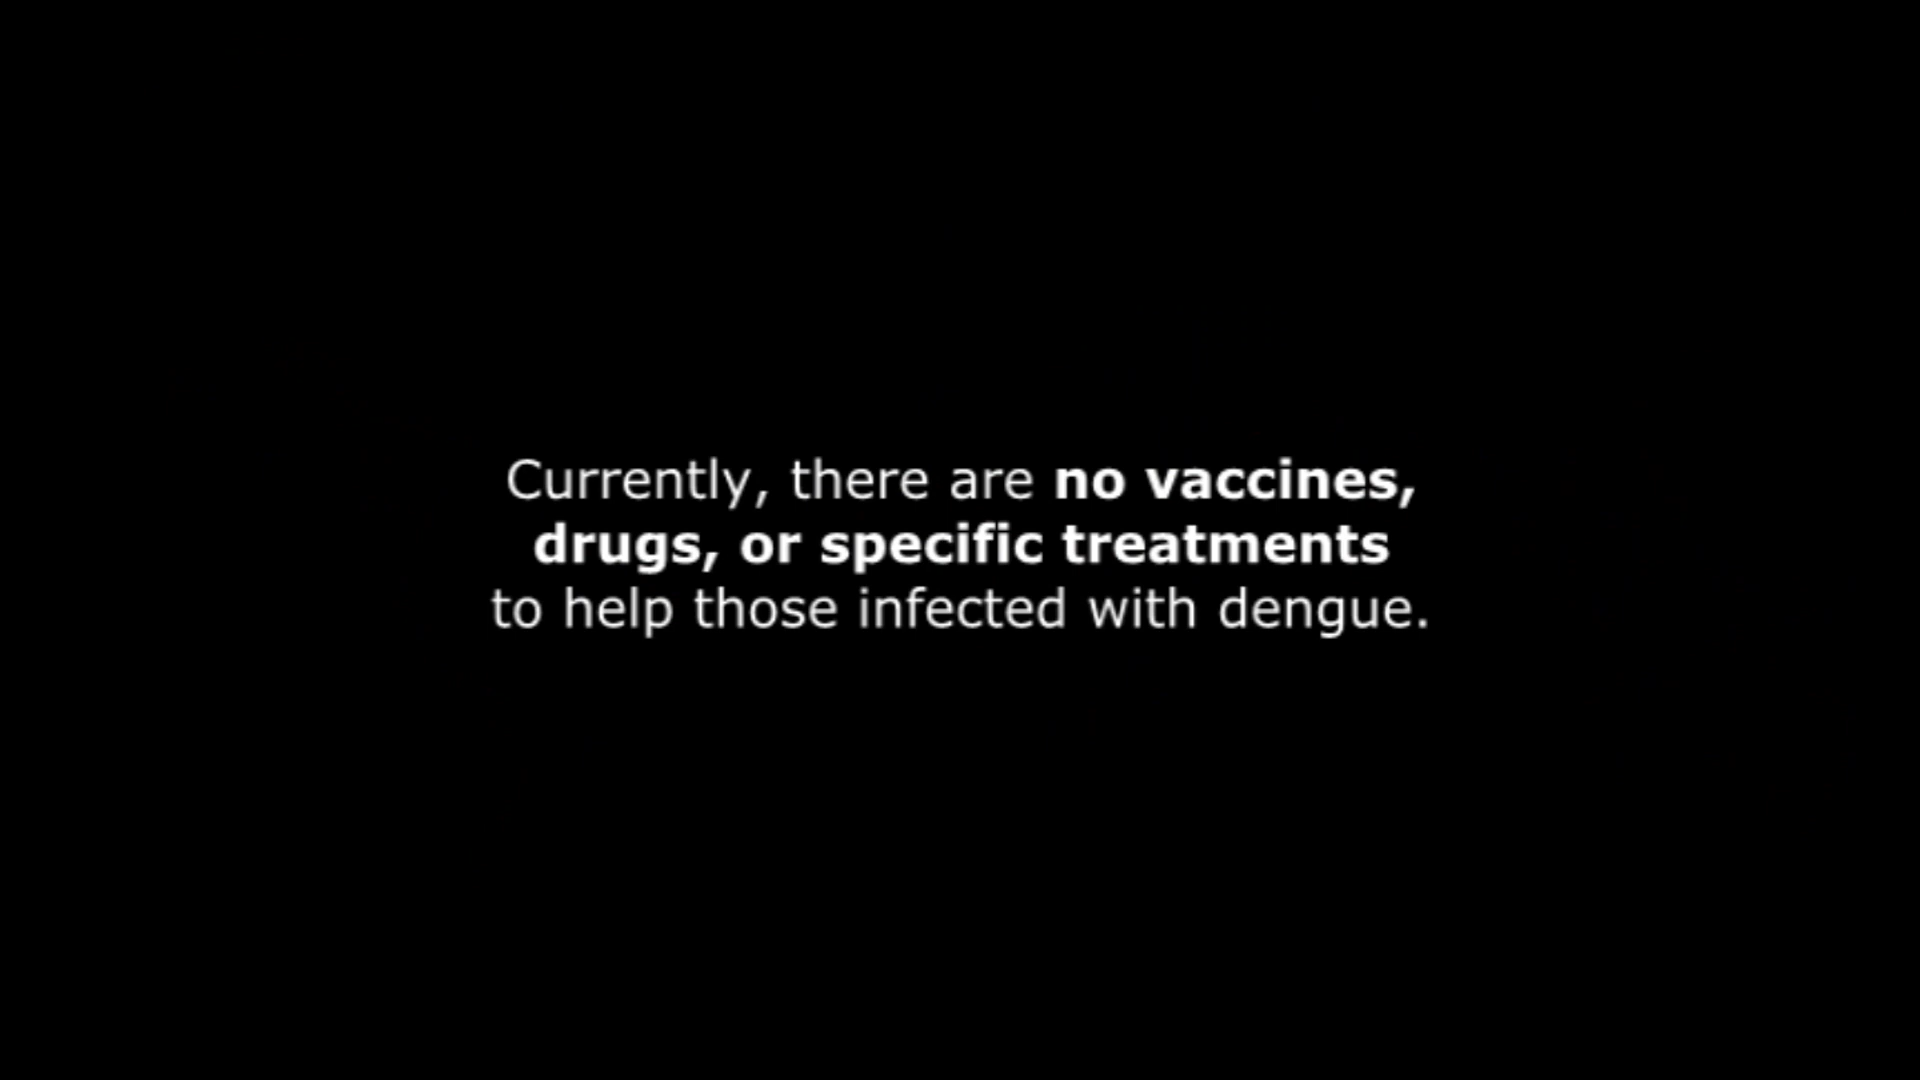 Currently, there are no vaccines,
drugs, or specific treatments
to help those infected with dengue.